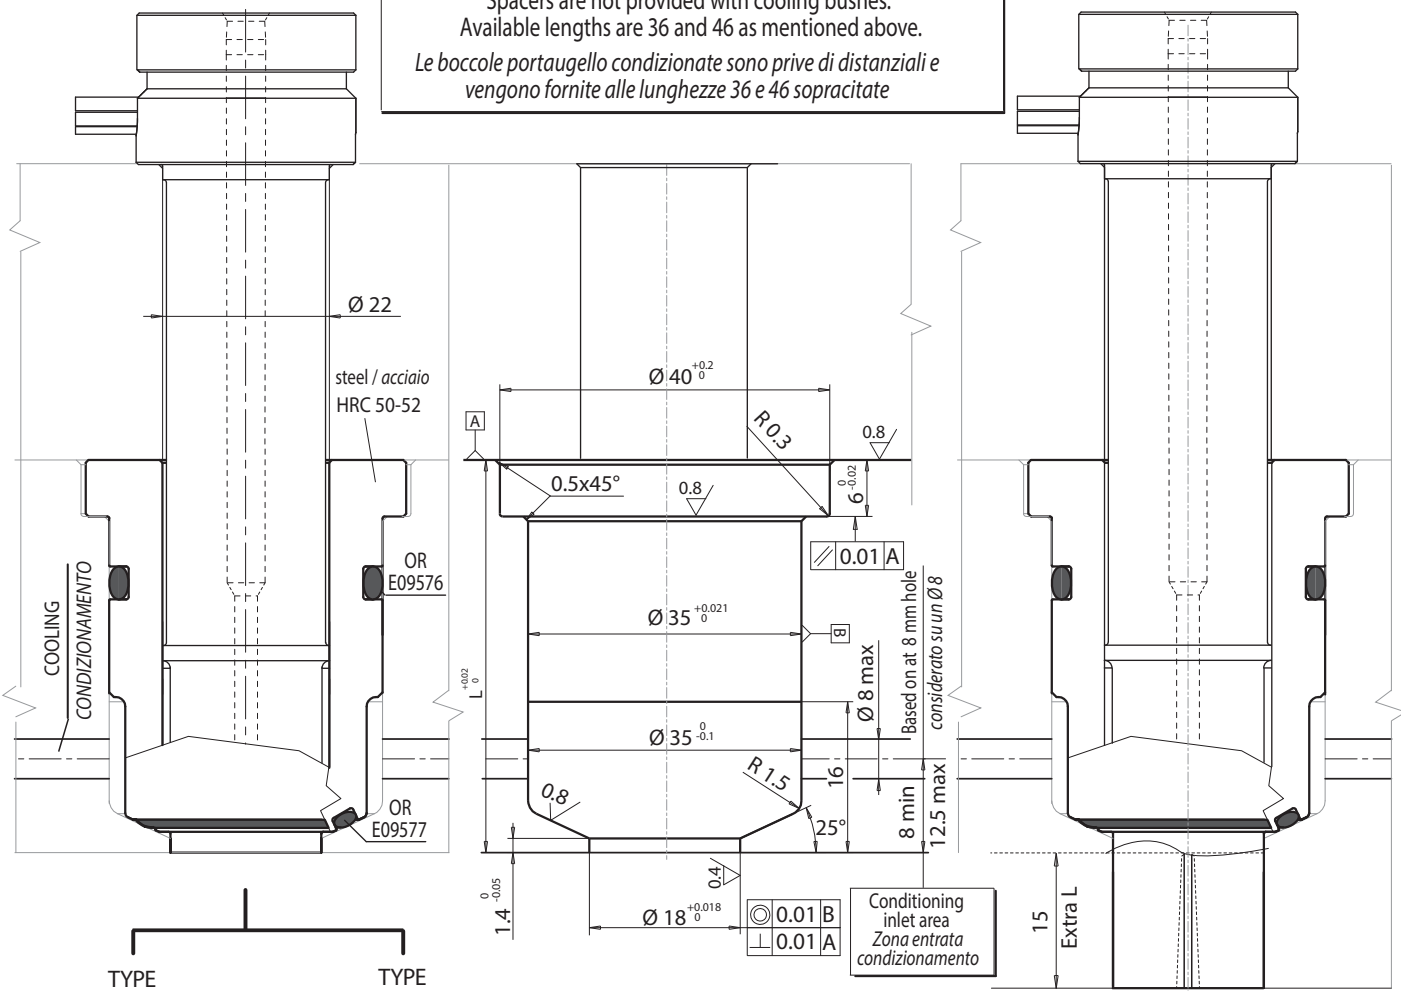 Spacers are not provided with cooling bushes.
Available lengths are 36 and 46 as mentioned above.
Le boccole portaugello condizionate sono prive di distanziali e
vengono fornite alle lunghezze 36 e 46 sopracitate
Ø 22
steel / acciaio
HRC 50-52
OR
E09576
COOLING
CONDIZIONAMENTO
OR
E09577
TYPE
TYPE
A
Ø 40 +0.2 0
R 0.3
0.8
0.5x45°
0.8
6 0 -0.02
// 0.01 A
Ø 35 +0.021 0
B
L +0.02 0
Ø 8 max
Based on at 8 mm hole
considerato su un Ø 8
Ø 35 0 -0.1
16
R 1.5
0.8
25°
8 min
12.5 max
1.4 0 -0.05
0.4
Ø 18 +0.018 0
◎ 0.01 B
⊥ 0.01 A
Conditioning
inlet area
Zona entrata
condizionamento
15
Extra L